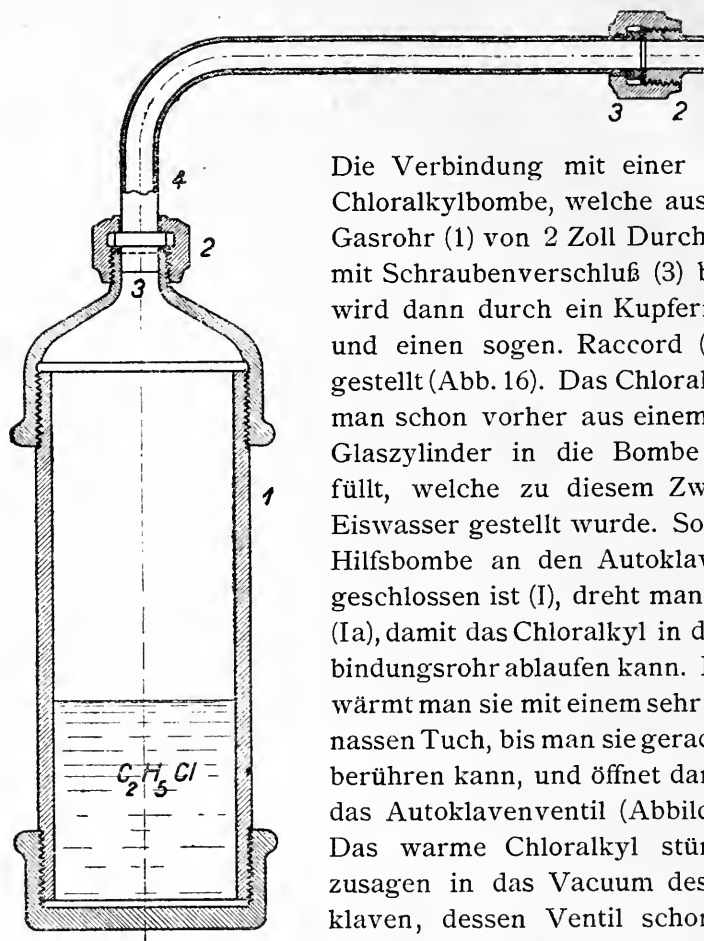 3 2
4
2
3
1
C2H5Cl
Die Verbindung mit einer
Chloralkylbombe, welche aus
Gasrohr (1) von 2 Zoll Durch
mit Schraubenverschluß (3) b
wird dann durch ein Kupfer
und einen sogen. Raccord (
gestellt (Abb. 16). Das Chloral
man schon vorher aus einem
Glaszylinder in die Bombe
füllt, welche zu diesem Zw
Eiswasser gestellt wurde. So
Hilfsbombe an den Autoklav
geschlossen ist (I), dreht man
(Ia), damit das Chloralkyl in d
bindungsrohr ablaufen kann.
wärmt man sie mit einem sehr
nassen Tuch, bis man sie gerad
berühren kann, und öffnet dan
das Autoklavenventil (Abbild
Das warme Chloralkyl stür
zusagen in das Vacuum des
klaven, dessen Ventil schon